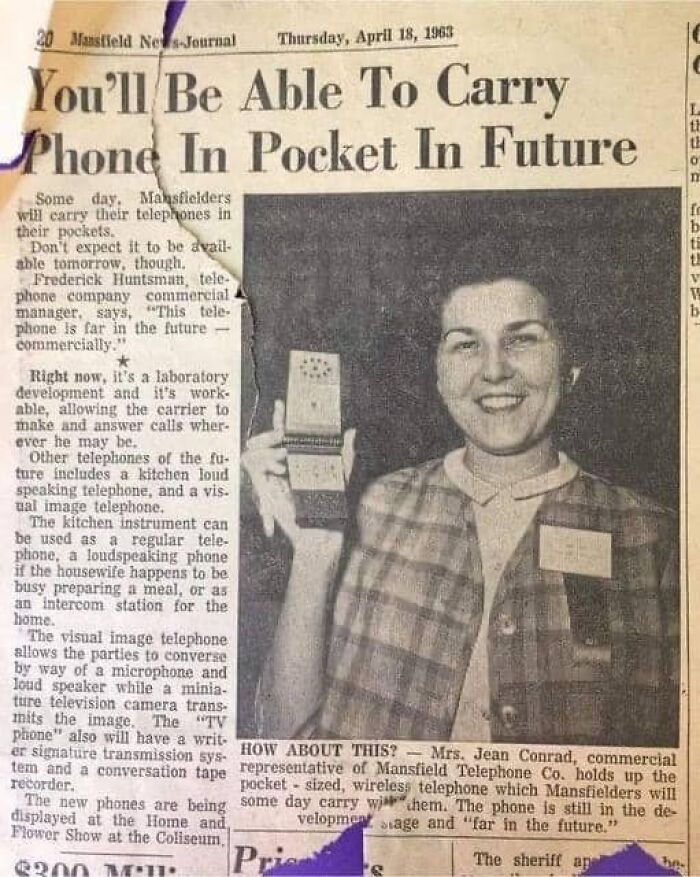 20 Mansfield News-Journal Thursday, April 18, 1963
You'll Be Able To Carry
Phone In Pocket In Future
Some day, Mansfielders
will carry their telephones in
their pockets.
Don't expect it to be avail-
able tomorrow, though.
Frederick Huntsman, tele-
phone company commercial
manager, says, "This tele-
phone is far in the future —
commercially."
★
Right now, it's a laboratory
development and it's work-
able, allowing the carrier to
make and answer calls wher-
ever he may be.
Other telephones of the fu-
ture includes a kitchen loud
speaking telephone, and a vis-
ual image telephone.
The kitchen instrument can
be used as a regular tele-
phone, a loudspeaking phone
if the housewife happens to be
busy preparing a meal, or as
an intercom station for the
home.
The visual image telephone
allows the parties to converse
by way of a microphone and
loud speaker while a minia-
ture television camera trans-
mits the image. The "TV
phone" also will have a writ-
er signature transmission sys-
tem and a conversation tape
recorder.
The new phones are being
displayed at the Home and
Flower Show at the Coliseum.
HOW ABOUT THIS? — Mrs. Jean Conrad, commercial
representative of Mansfield Telephone Co. holds up the
pocket - sized, wireless telephone which Mansfielders will
some day carry with them. The phone is still in the de-
velopment stage and "far in the future."
$300
The sheriff